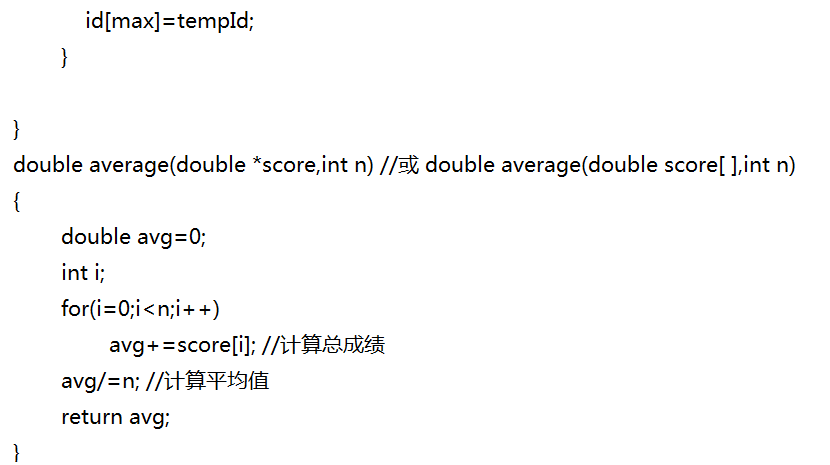 id[max]=tempId;
}
}
double average(double *score,int n) //或 double average(double score[ ],int n)
{
double avg=0;
int i;
for(i=0;i<n;i++)
avg+=score[i]; //计算总成绩
avg/=n; //计算平均值
return avg;
}